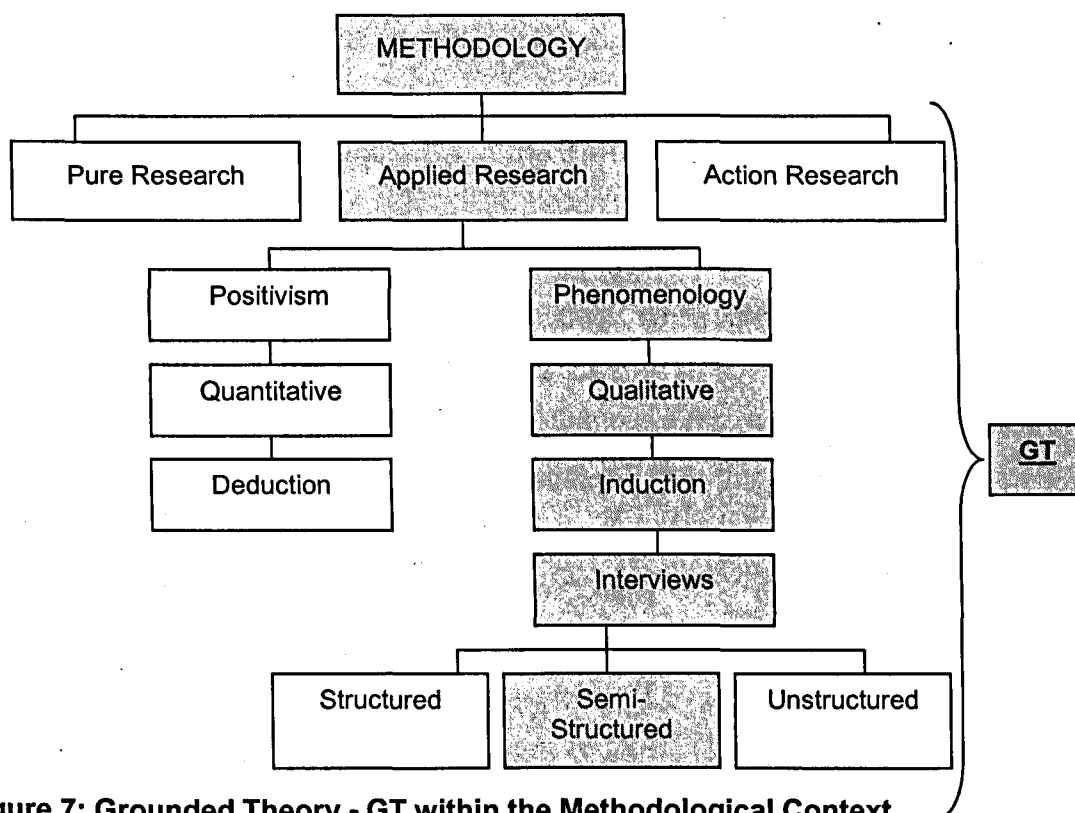 METHODOLOGY
Pure Research
Applied Research
Action Research
Positivism
Phenomenology
Quantitative
Qualitative
GT
Deduction
Induction
Interviews
Structured
Semi-
Structured
Unstructured
gure 7: Grounded Theory - GT within the Methodological Context